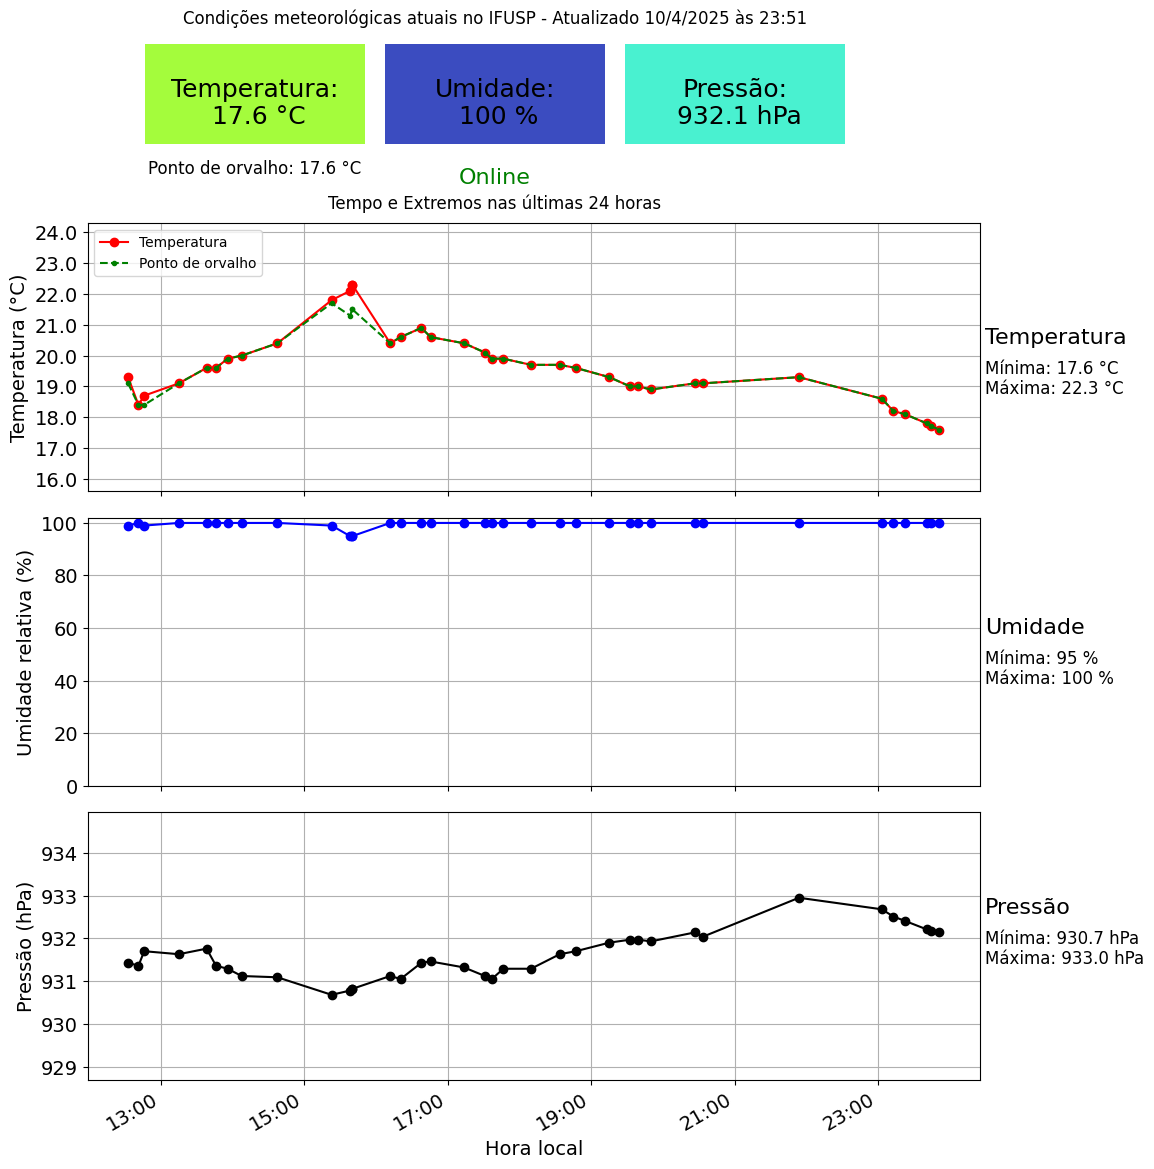 Condições meteorológicas atuais no IFUSP - Atualizado 10/4/2025 às 23:51
Temperatura:
17.6 °C
Umidade:
100 %
Pressão:
932.1 hPa
Ponto de orvalho: 17.6 °C
Online
Tempo e Extremos nas últimas 24 horas
Temperatura (°C)
24.0
23.0
22.0
21.0
20.0
19.0
18.0
17.0
16.0
Temperatura
Ponto de orvalho
Temperatura
Mínima: 17.6 °C
Máxima: 22.3 °C
Umidade relativa (%)
100
80
60
40
20
0
Umidade
Mínima: 95 %
Máxima: 100 %
Pressão (hPa)
934
933
932
931
930
929
Pressão
Mínima: 930.7 hPa
Máxima: 933.0 hPa
13:00
15:00
17:00
19:00
21:00
23:00
Hora local